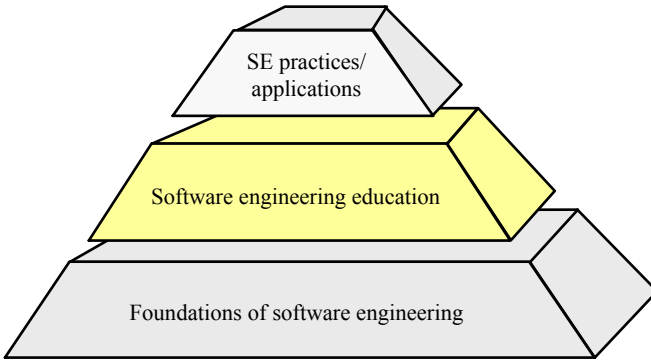 SE practices/
applications
Software engineering education
Foundations of software engineering